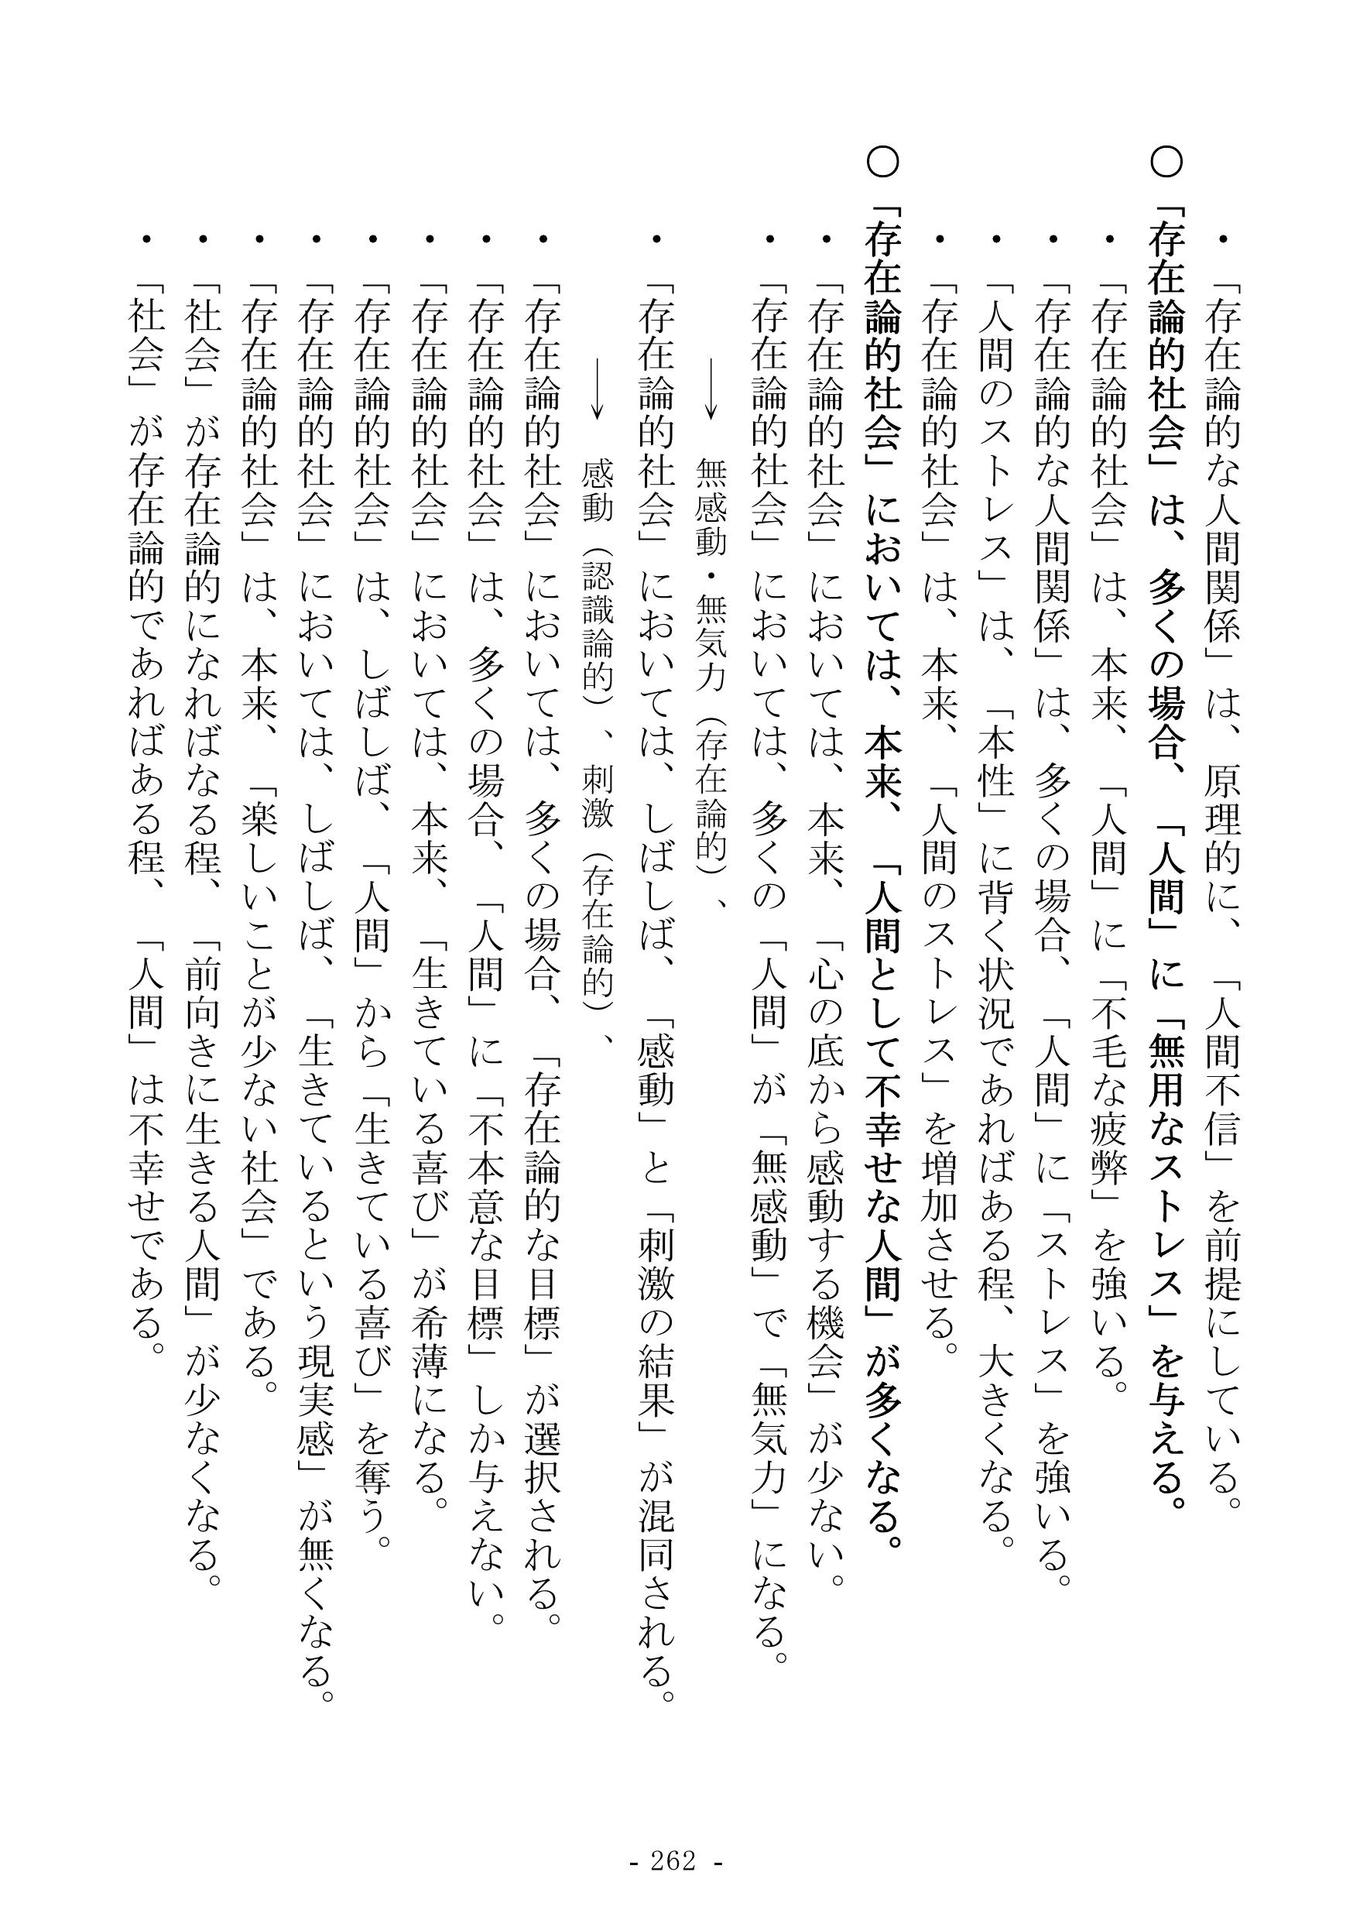 ・「存在論的な人間関係」は、原理的に、「人間不信」を前提にしている。
○「存在論的社会」は、多くの場合、「人間」に「無用なストレス」を与える。
・「存在論的社会」は、本来、「人間」に「不毛な疲弊」を強いる。
・「存在論的な人間関係」は、多くの場合、「人間」に「ストレス」を強いる。
・「人間のストレス」は、「本性」に背く状況であればある程、大きくなる。
・「存在論的社会」は、本来、「人間のストレス」を増加させる。
○「存在論的社会」においては、本来、「人間として不幸せな人間」が多くなる。
・「存在論的社会」においては、本来、「心の底から感動する機会」が少ない。
・「存在論的社会」においては、多くの「人間」が「無感動」で「無気力」になる。
→ 無感動・無気力（存在論的）、
・「存在論的社会」においては、しばしば、「感動」と「刺激の結果」が混同される。
→ 感動（認識論的）、刺激（存在論的）、
・「存在論的社会」においては、多くの場合、「存在論的な目標」が選択される。
・「存在論的社会」は、多くの場合、「人間」に「不本意な目標」しか与えない。
・「存在論的社会」においては、本来、「生きている喜び」が希薄になる。
・「存在論的社会」は、しばしば、「人間」から「生きている喜び」を奪う。
・「存在論的社会」においては、しばしば、「生きているという現実感」が無くなる。
・「存在論的社会」は、本来、「楽しいことが少ない社会」である。
・「社会」が存在論的になればなる程、「前向きに生きる人間」が少なくなる。
・「社会」が存在論的であればある程、「人間」は不幸せである。
- 262 -